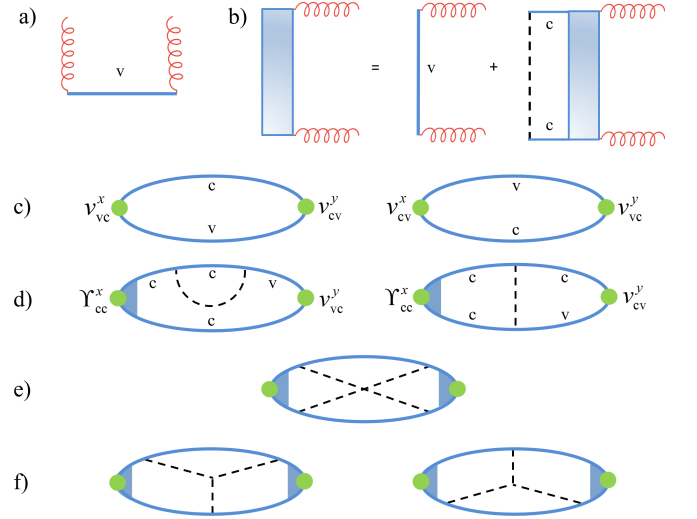 a) v
b) = v + c c
c) ν^x_vc c v ν^y_cv ν^x_cv v c ν^y_vc
d) Υ^x_cc c c v c ν^y_vc Υ^x_cc c c c v ν^y_cv
e)
f)